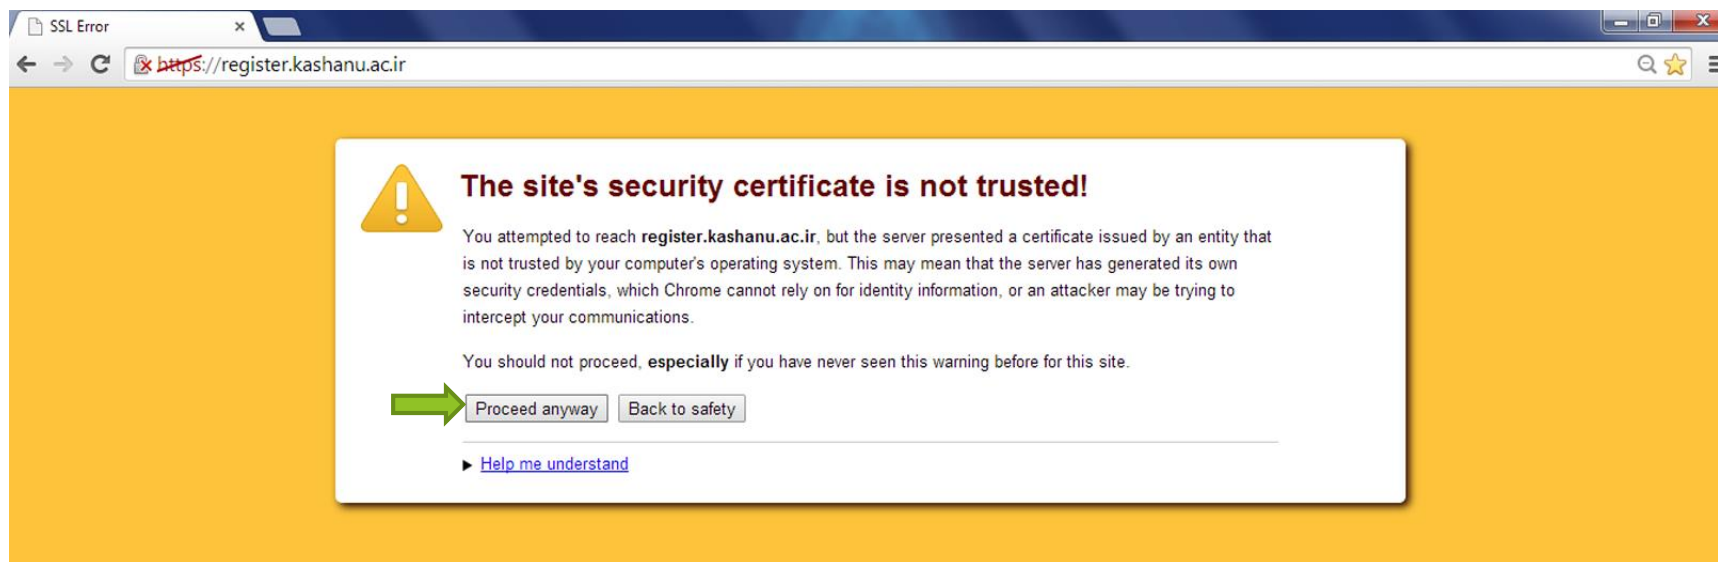 SSL Error
https://register.kashanu.ac.ir
The site's security certificate is not trusted!
You attempted to reach register.kashanu.ac.ir, but the server presented a certificate issued by an entity that
is not trusted by your computer's operating system. This may mean that the server has generated its own
security credentials, which Chrome cannot rely on for identity information, or an attacker may be trying to
intercept your communications.
You should not proceed, especially if you have never seen this warning before for this site.
Proceed anyway Back to safety
Help me understand